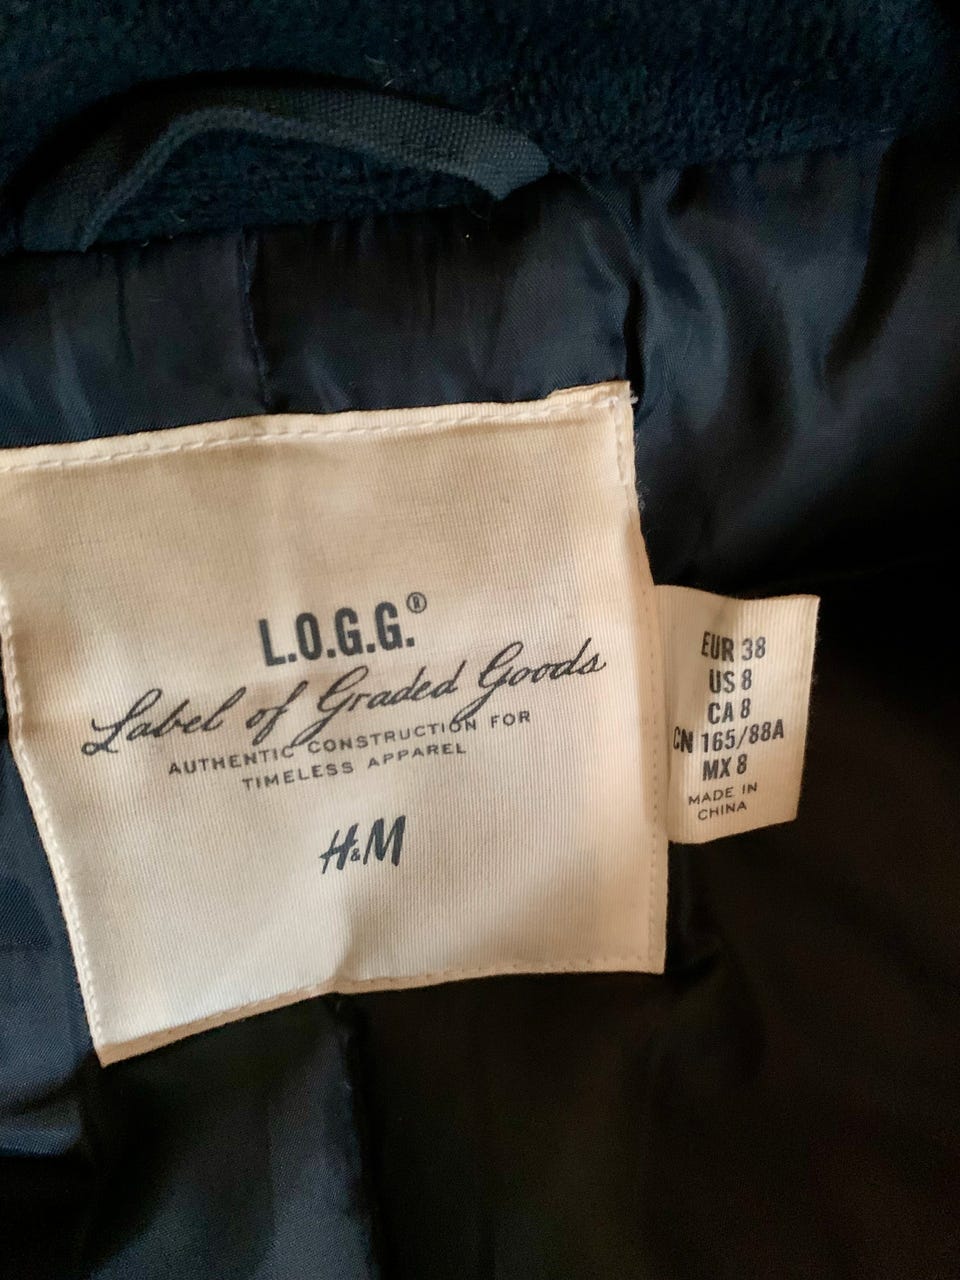 L.O.G.G.®
Label of Graded Goods
AUTHENTIC CONSTRUCTION FOR
TIMELESS APPAREL
H&M
EUR 38
US 8
CA 8
CN 165/88A
MX 8
MADE IN
CHINA